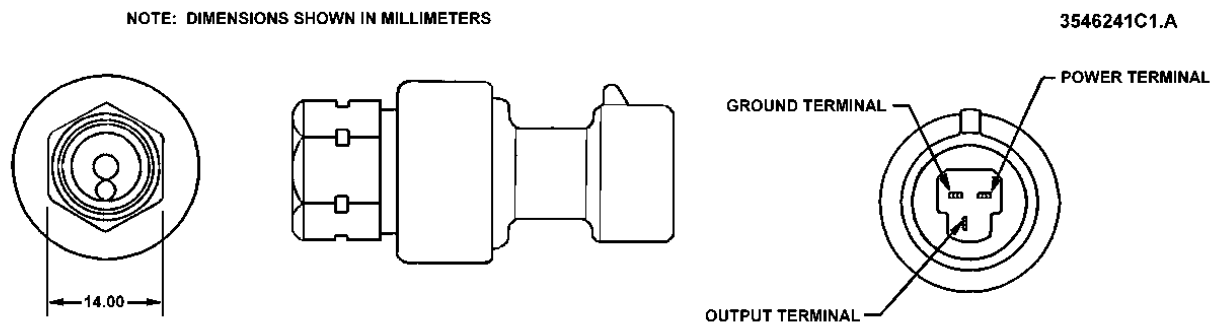 NOTE: DIMENSIONS SHOWN IN MILLIMETERS
3546241C1.A
POWER TERMINAL
GROUND TERMINAL
14.00
OUTPUT TERMINAL